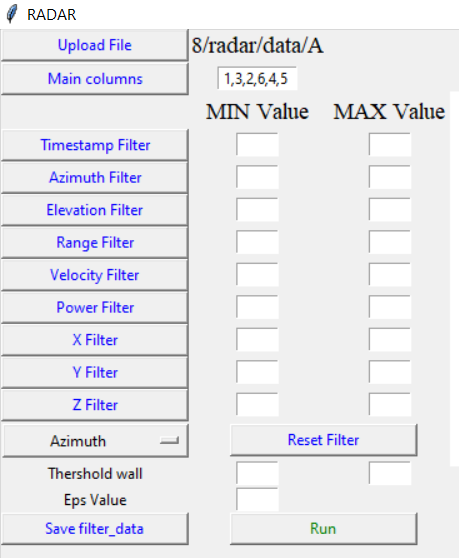 RADAR
Upload File 8/radar/data/A
Main columns 1,3,2,6,4,5
MIN Value MAX Value
Timestamp Filter
Azimuth Filter
Elevation Filter
Range Filter
Velocity Filter
Power Filter
X Filter
Y Filter
Z Filter
Azimuth Reset Filter
Thershold wall
Eps Value
Save filter_data Run